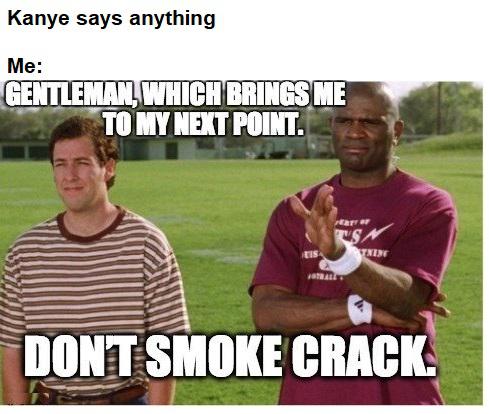 Kanye says anything
Me:
GENTLEMAN, WHICH BRINGS ME
TO MY NEXT POINT.
DON'T SMOKE CRACK.